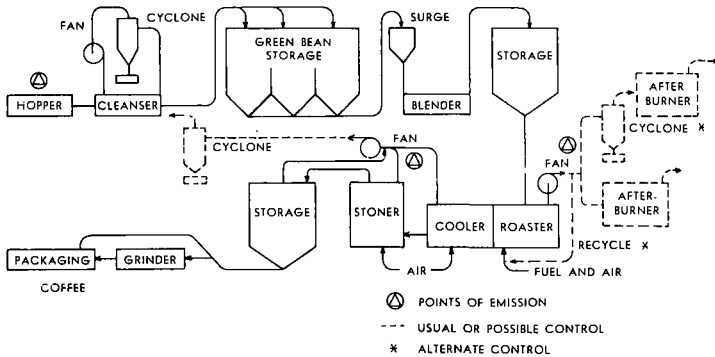 CYCLONE
FAN
SURGE
GREEN BEAN
STORAGE
STORAGE
HOPPER
CLEANSER
BLENDER
AFTER
BURNER
CYCLONE *
CYCLONE
FAN
FAN
STORAGE
STONER
COOLER
ROASTER
AFTER-
BURNER
RECYCLE *
PACKAGING
GRINDER
AIR
FUEL AND AIR
COFFEE
POINTS OF EMISSION
USUAL OR POSSIBLE CONTROL
* ALTERNATE CONTROL